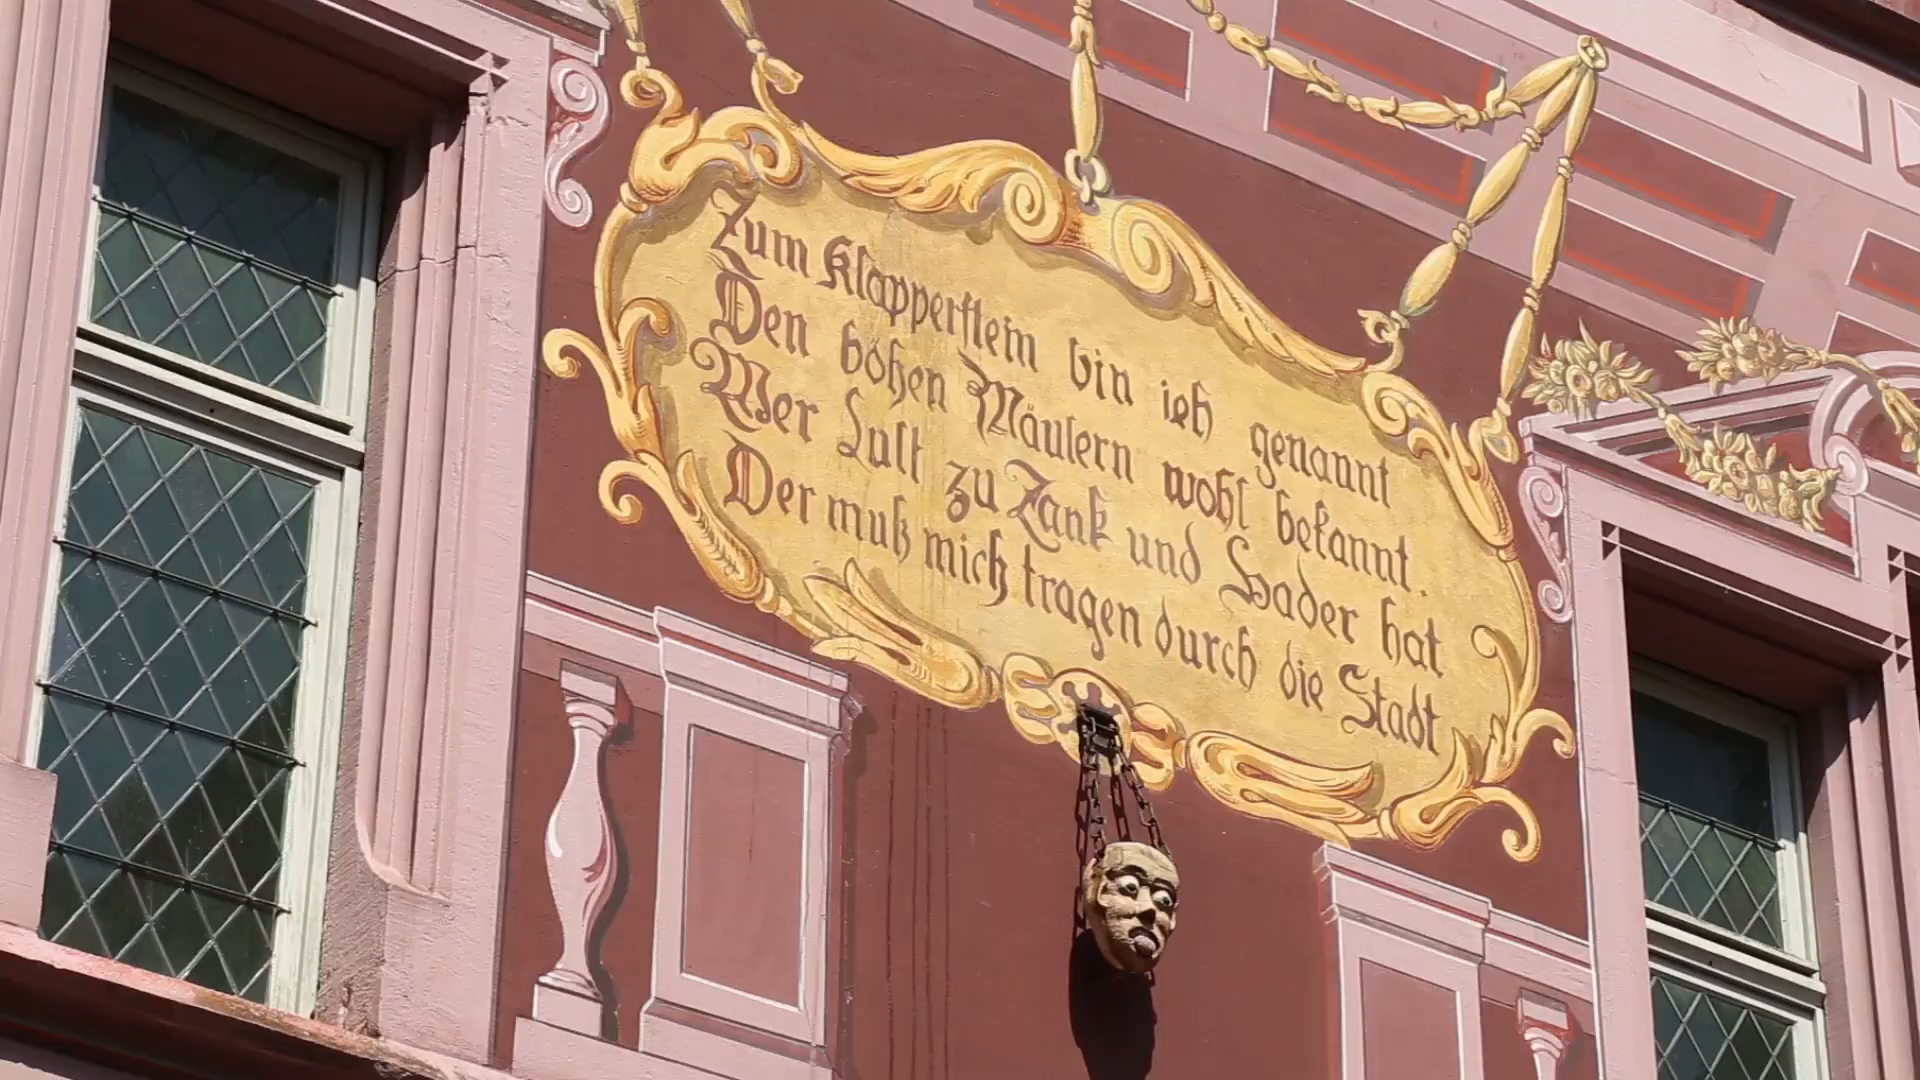 Zum Klapperstein bin ich genannt
Den böhen Mäulern wohl bekannt.
Wer Lust zu Zank und Hader hat
Der muß mich tragen durch die Stadt